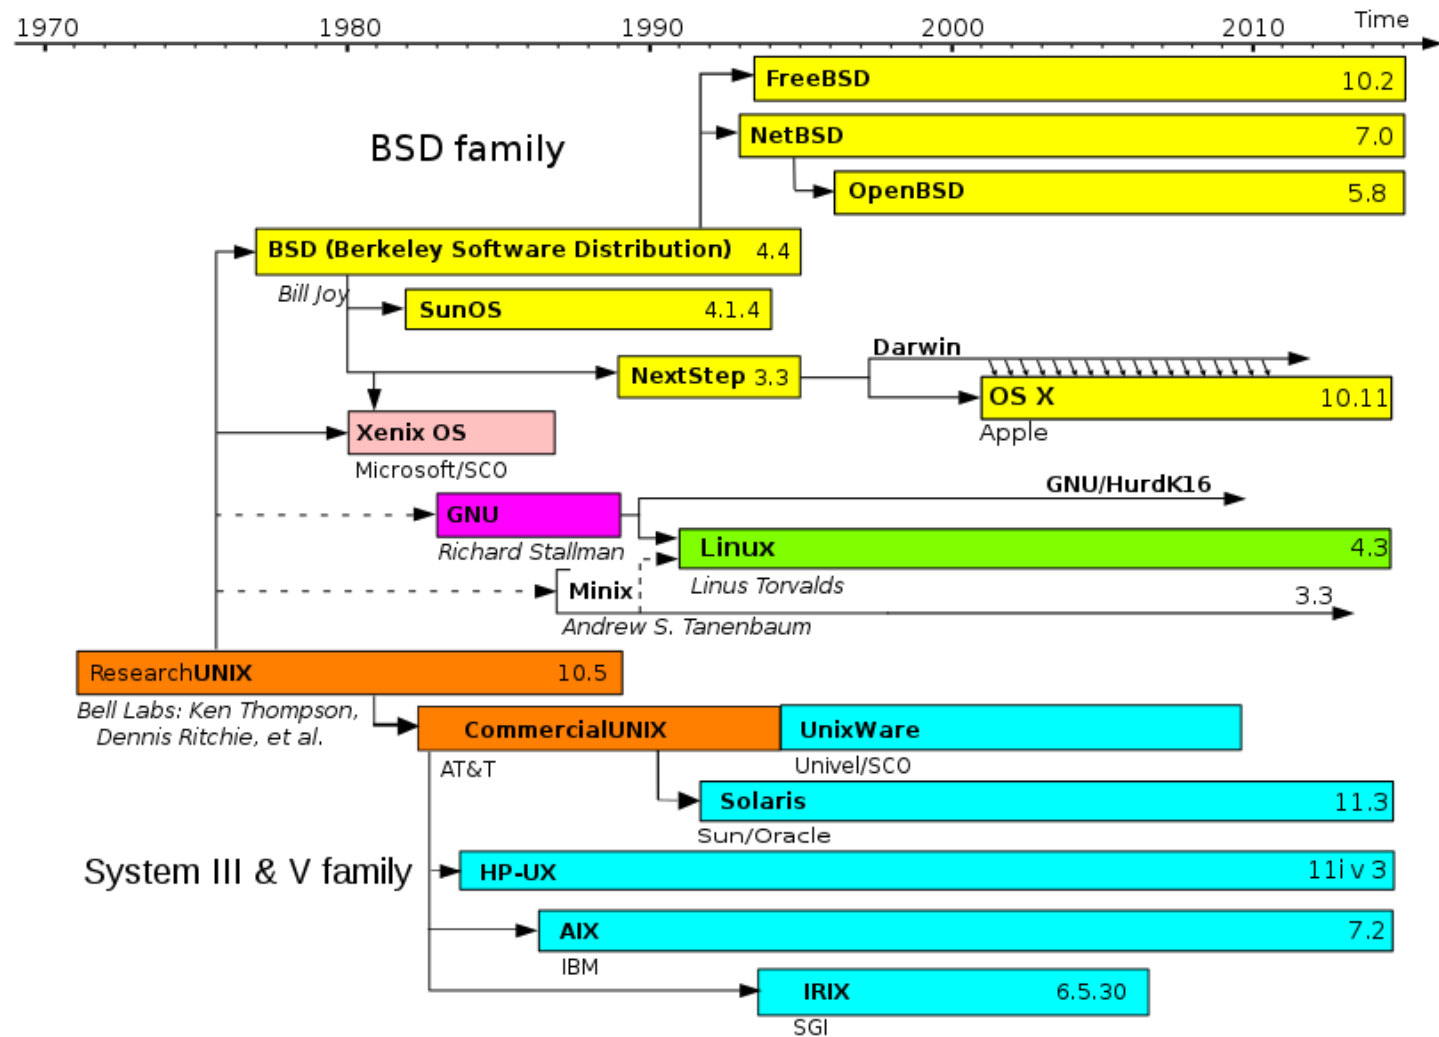 1970 1980 1990 2000 2010 Time
FreeBSD 10.2
BSD family
NetBSD 7.0
OpenBSD 5.8
BSD (Berkeley Software Distribution) 4.4
Bill Joy
SunOS 4.1.4
Darwin
NextStep 3.3
OS X 10.11
Apple
Xenix OS
Microsoft/SCO
GNU/HurdK16
GNU
Richard Stallman
Linux 4.3
Linus Torvalds
Minix 3.3
Andrew S. Tanenbaum
ResearchUNIX 10.5
Bell Labs: Ken Thompson,
Dennis Ritchie, et al.
CommercialUNIX
UnixWare
AT&T
Univel/SCO
Solaris 11.3
Sun/Oracle
System III & V family
HP-UX 11i v 3
AIX 7.2
IBM
IRIX 6.5.30
SGI